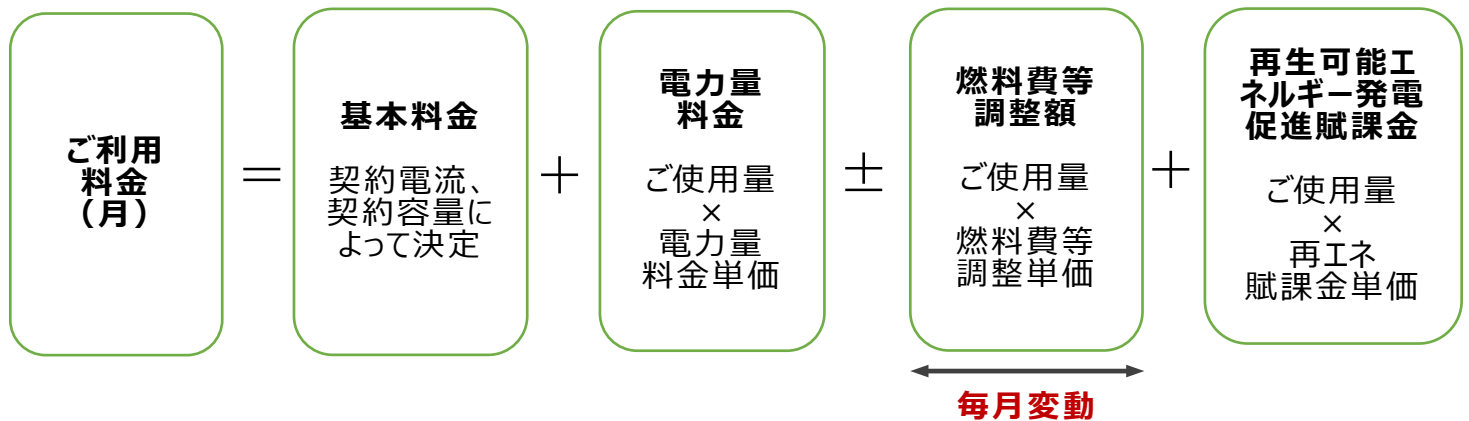 ご利用
料金
(月)
＝
基本料金
契約電流、
契約容量に
よって決定
＋
電力量
料金
ご使用量
×
電力量
料金単価
±
燃料費等
調整額
ご使用量
×
燃料費等
調整単価
＋
再生可能エ
ネルギー発電
促進賦課金
ご使用量
×
再エネ
賦課金単価
毎月変動